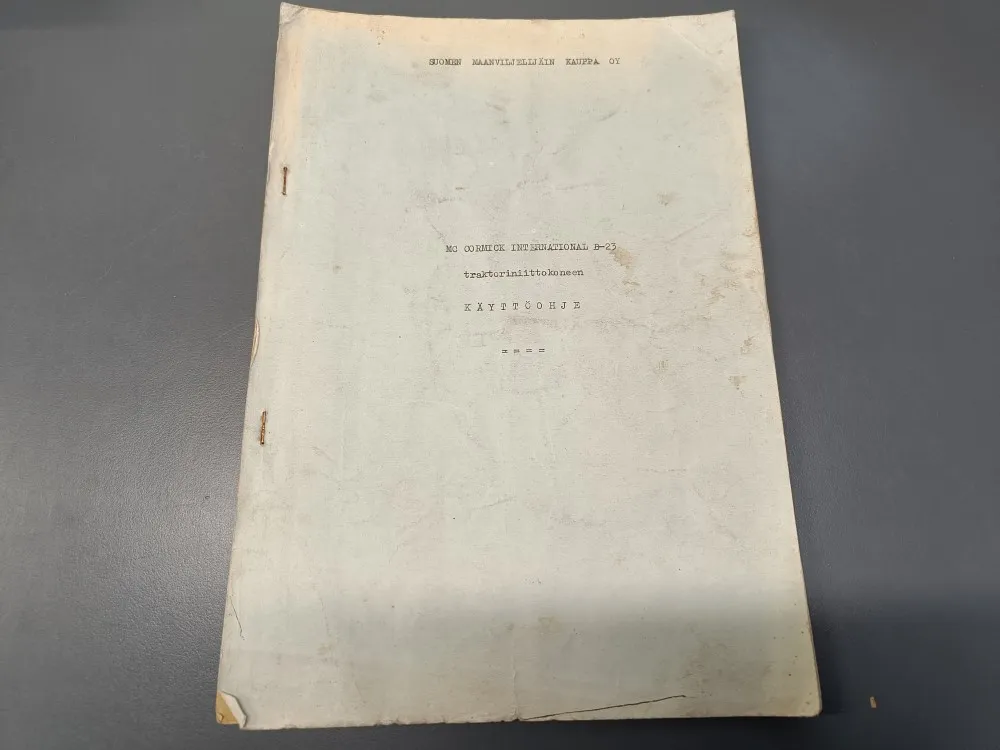 SUOMEN MAANVILJELIJÄIN KAUPPA OY
MC CORMICK INTERNATIONAL B-23
traktoriniittokoneen
KÄYTTÖOHJE
====